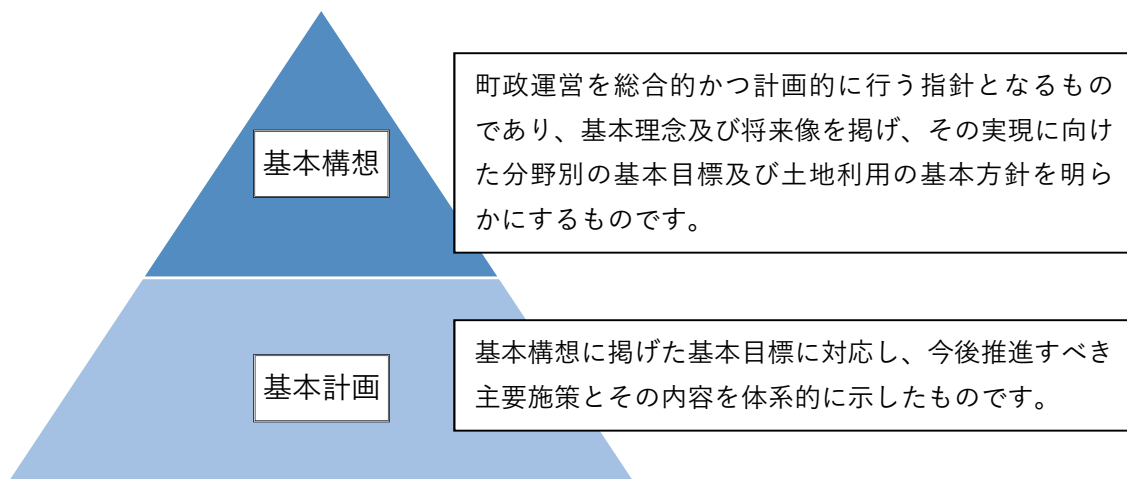 基本構想
町政運営を総合的かつ計画的に行う指針となるもの
であり、基本理念及び将来像を掲げ、その実現に向け
た分野別の基本目標及び土地利用の基本方針を明ら
かにするものです。
基本計画
基本構想に掲げた基本目標に対応し、今後推進すべき
主要施策とその内容を体系的に示したものです。